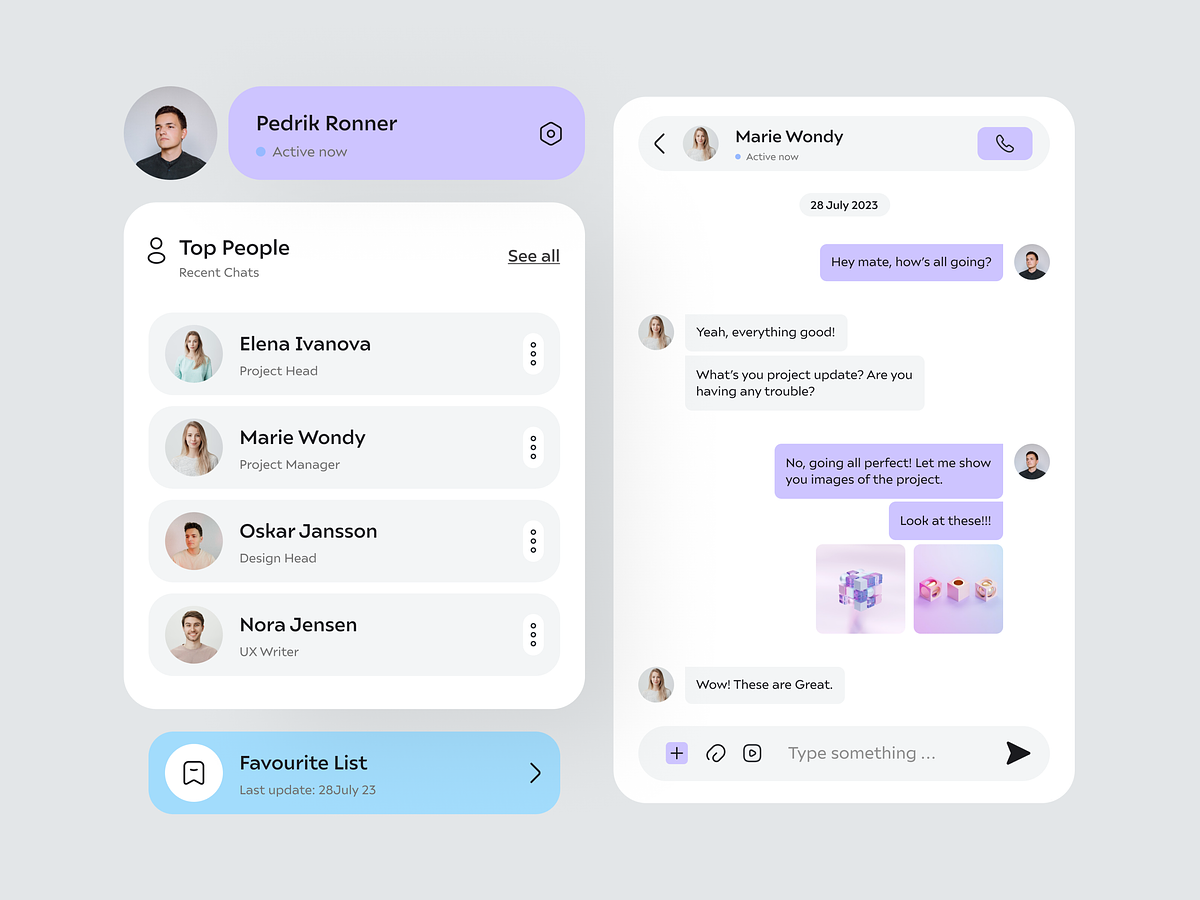 Pedrik Ronner
Active now
Top People
Recent Chats
See all
Elena Ivanova
Project Head
Marie Wondy
Project Manager
Oskar Jansson
Design Head
Nora Jensen
UX Writer
Favourite List
Last update: 28July 23
Marie Wondy
Active now
28 July 2023
Hey mate, how’s all going?
Yeah, everything good!
What’s you project update? Are you
having any trouble?
No, going all perfect! Let me show
you images of the project.
Look at these!!!
Wow! These are Great.
Type something ...